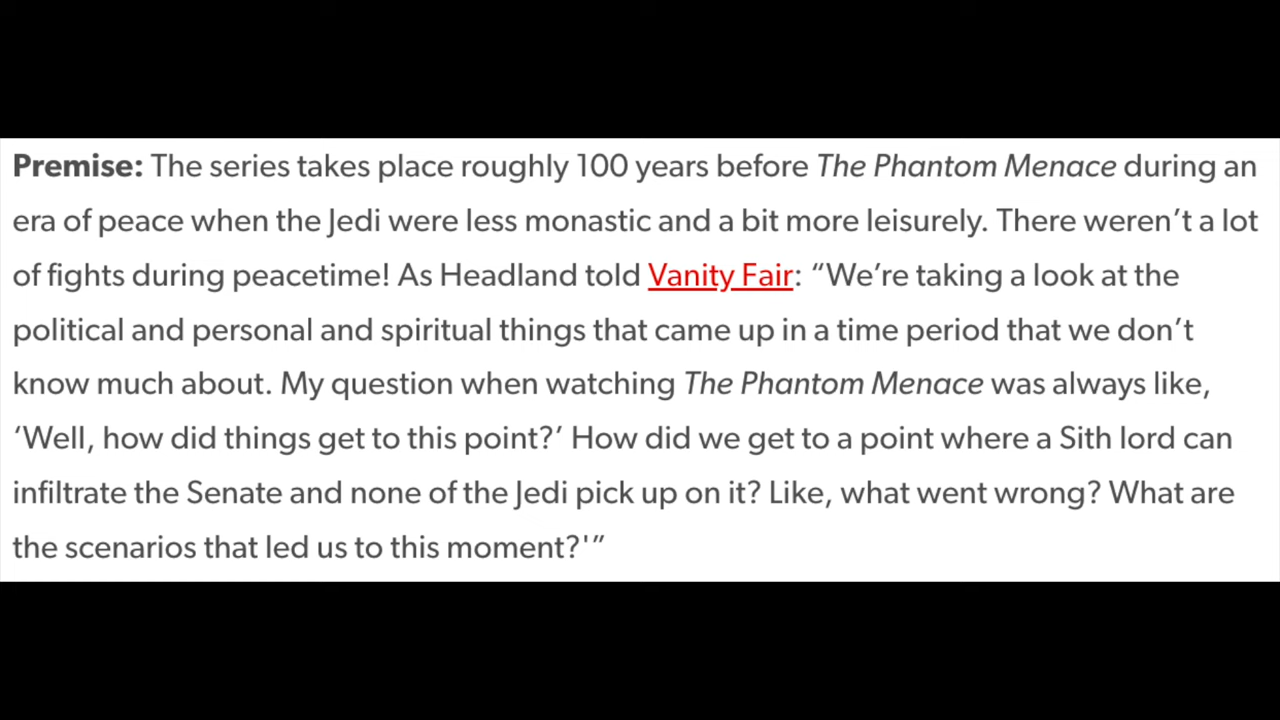 Premise: The series takes place roughly 100 years before The Phantom Menace during an
era of peace when the Jedi were less monastic and a bit more leisurely. There weren’t a lot
of fights during peacetime! As Headland told Vanity Fair: “We’re taking a look at the
political and personal and spiritual things that came up in a time period that we don’t
know much about. My question when watching The Phantom Menace was always like,
‘Well, how did things get to this point?’ How did we get to a point where a Sith lord can
infiltrate the Senate and none of the Jedi pick up on it? Like, what went wrong? What are
the scenarios that led us to this moment?'”